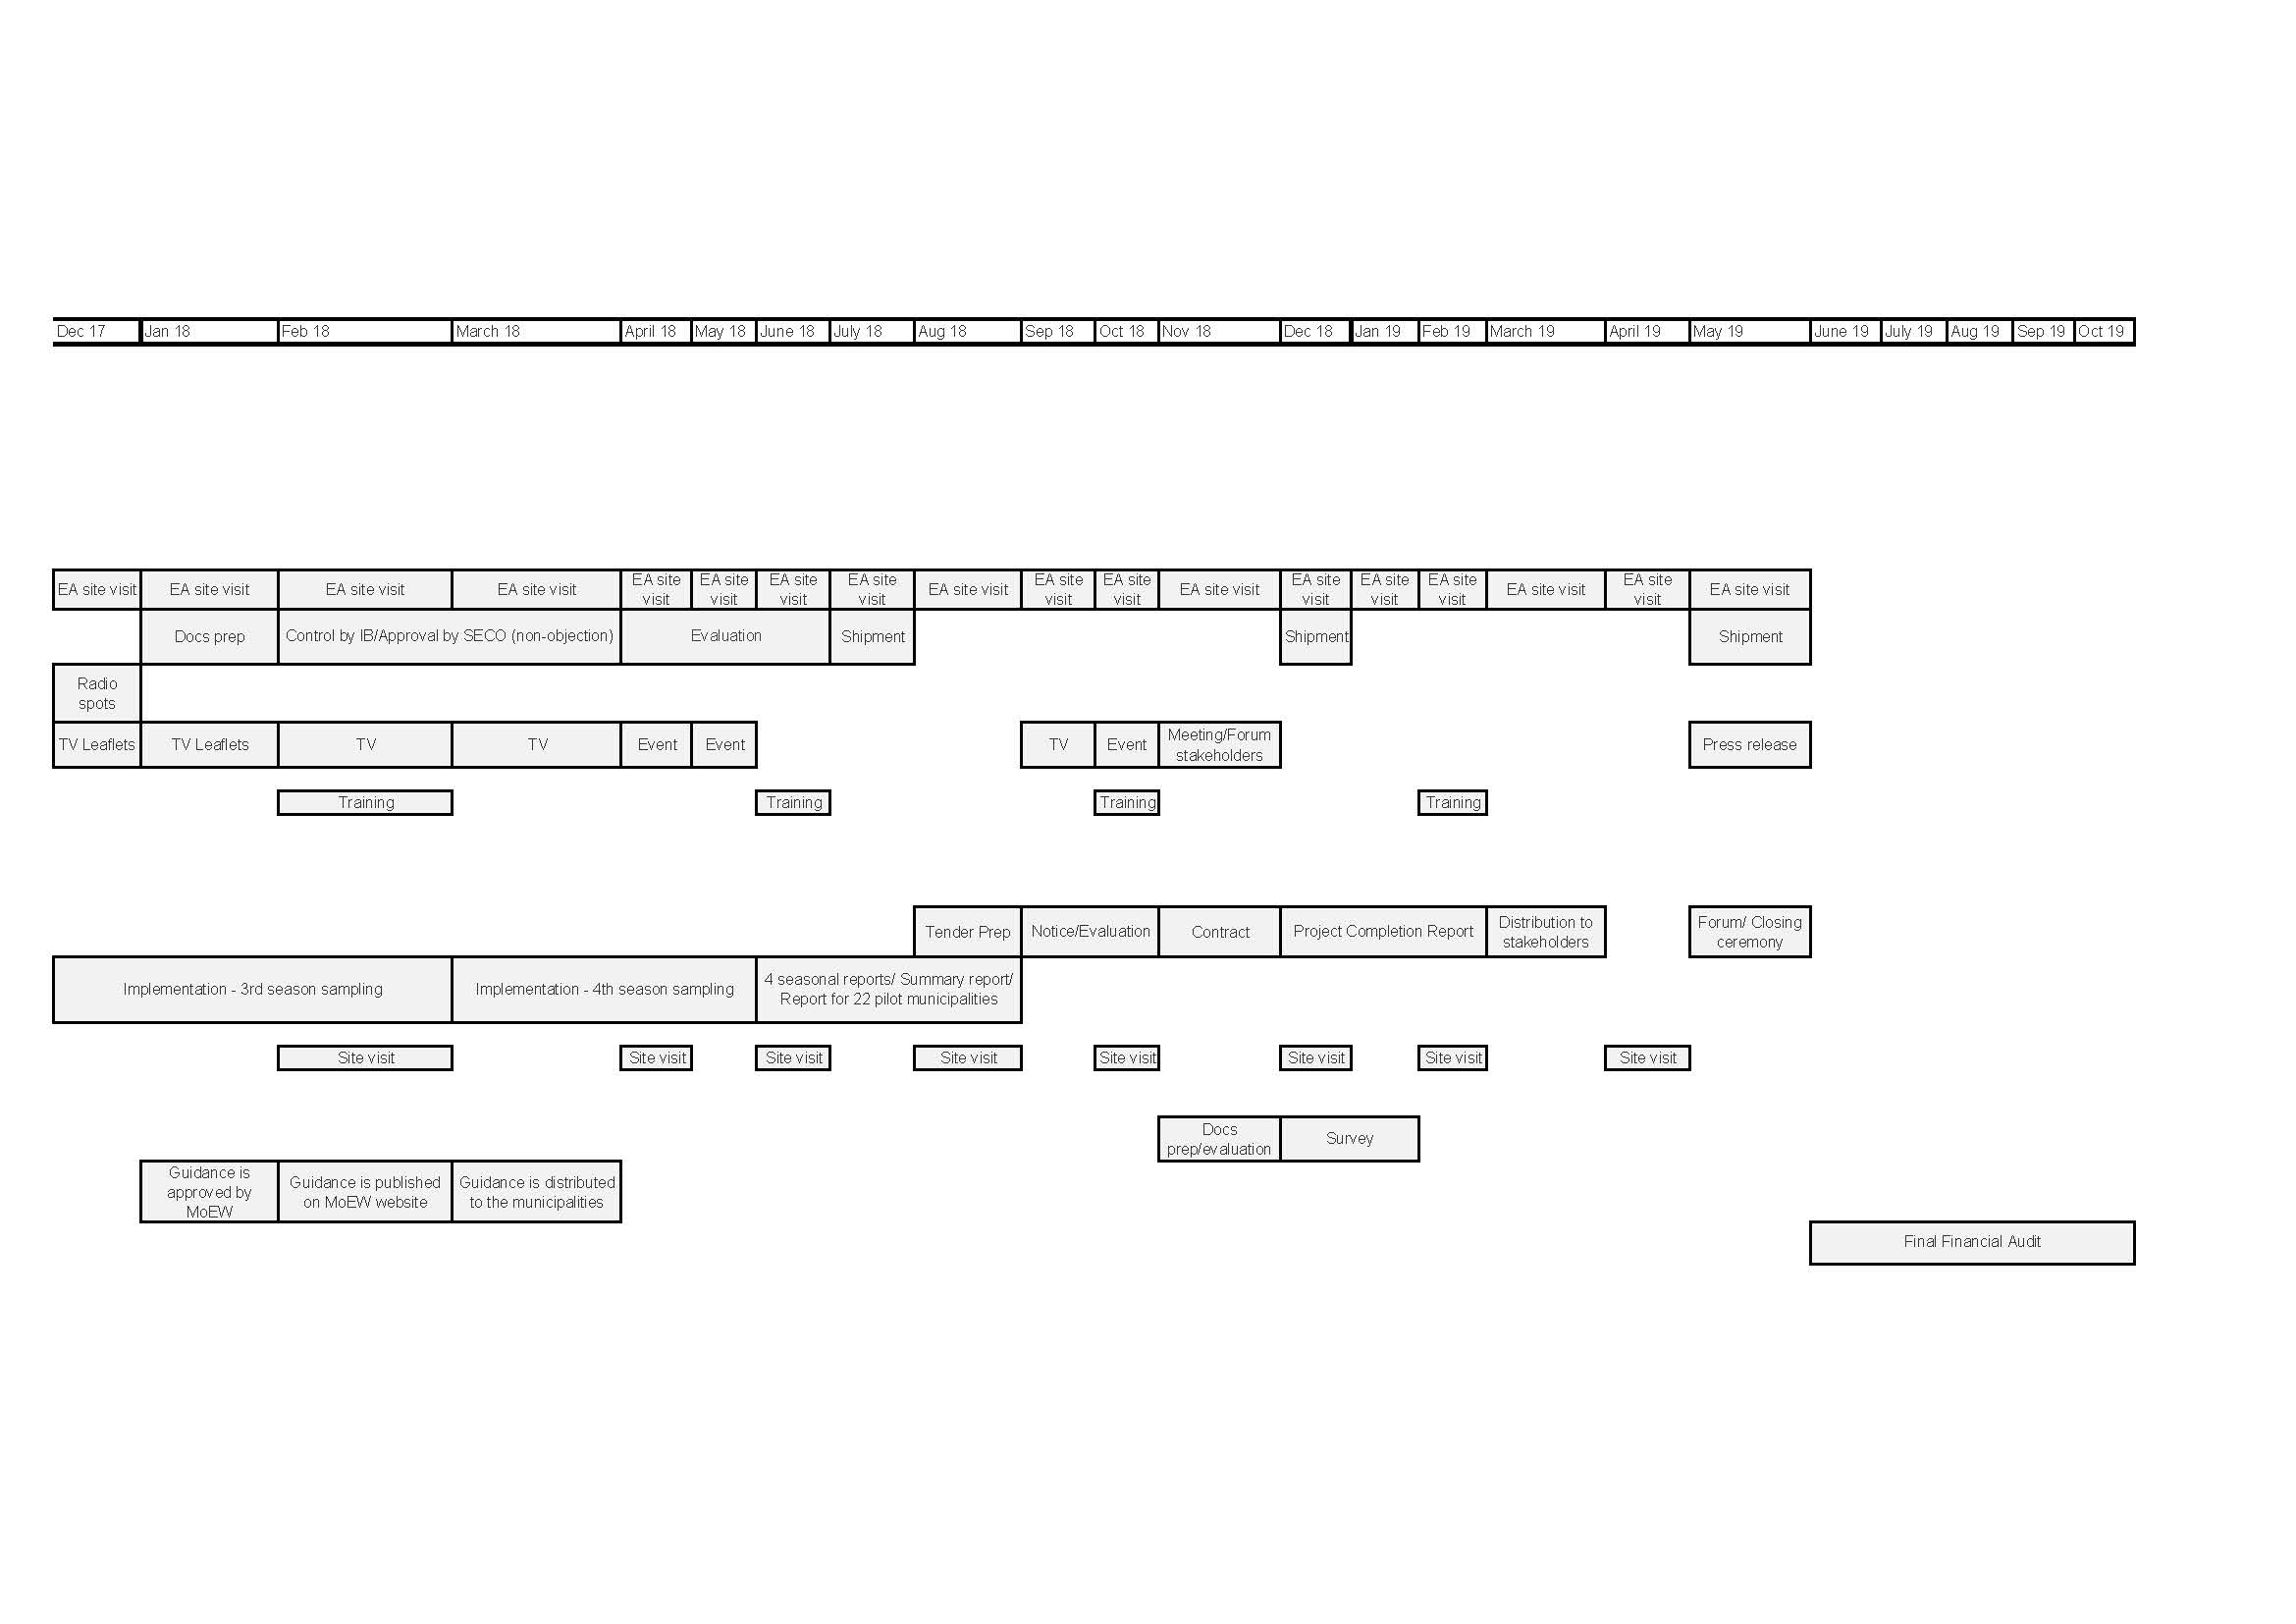 Dec 17 Jan 18 Feb 18 March 18 April 18 May 18 June 18 July 18 Aug 18 Sep 18 Oct 18 Nov 18 Dec 18 Jan 19 Feb 19 March 19 April 19 May 19 June 19 July 19 Aug 19 Sep 19 Oct 19
EA site visit
EA site visit
EA site visit
EA site visit
EA site
visit
EA site
visit
EA site
visit
EA site
visit
EA site visit
EA site
visit
EA site
visit
EA site visit
EA site
visit
EA site
visit
EA site
visit
EA site visit
EA site
visit
EA site visit
Docs prep
Control by IB/Approval by SECO (non-objection)
Evaluation
Shipment
Shipment
Shipment
Radio
spots
TV Leaflets
TV Leaflets
TV
TV
Event
Event
TV
Event
Meeting/Forum
stakeholders
Press release
Training
Training
Training
Training
Tender Prep
Notice/Evaluation
Contract
Project Completion Report
Distribution to
stakeholders
Forum/ Closing
ceremony
Implementation - 3rd season sampling
Implementation - 4th season sampling
4 seasonal reports/ Summary report/
Report for 22 pilot municipalities
Site visit
Site visit
Site visit
Site visit
Site visit
Site visit
Site visit
Site visit
Docs
prep/evaluation
Survey
Guidance is
approved by
MoEW
Guidance is published
on MoEW website
Guidance is distributed
to the municipalities
Final Financial Audit